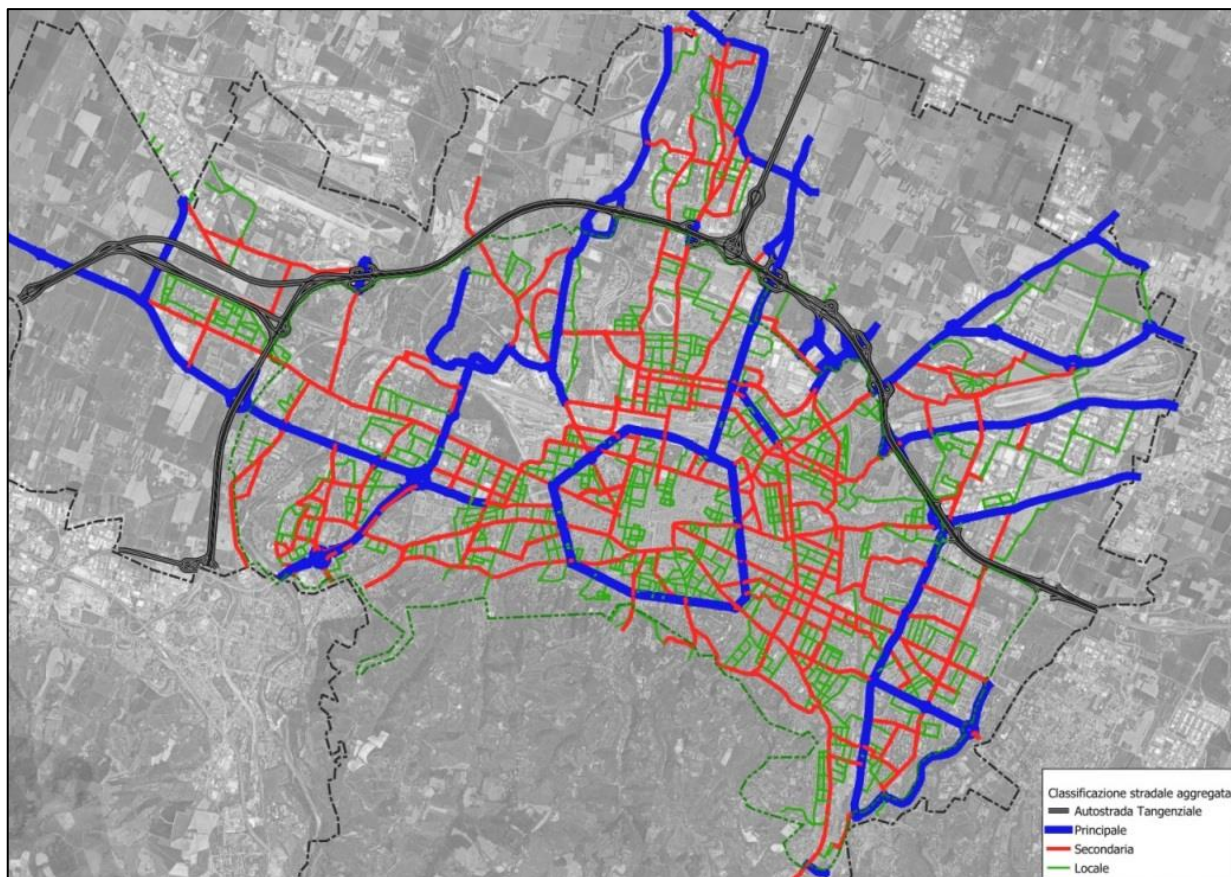 Classificazione stradale aggregata
Autostrada Tangenziale
Principale
Secondaria
Locale